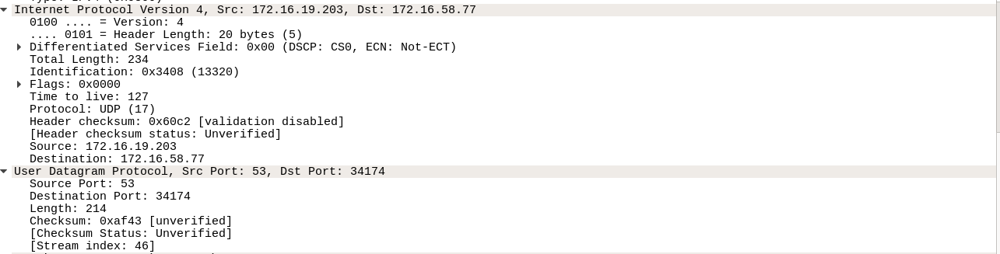 Internet Protocol Version 4, Src: 172.16.19.203, Dst: 172.16.58.77
0100 .... = Version: 4
.... 0101 = Header Length: 20 bytes (5)
Differentiated Services Field: 0x00 (DSCP: CS0, ECN: Not-ECT)
Total Length: 234
Identification: 0x3408 (13320)
Flags: 0x0000
Time to live: 127
Protocol: UDP (17)
Header checksum: 0x60c2 [validation disabled]
[Header checksum status: Unverified]
Source: 172.16.19.203
Destination: 172.16.58.77
User Datagram Protocol, Src Port: 53, Dst Port: 34174
Source Port: 53
Destination Port: 34174
Length: 214
Checksum: 0xaf43 [unverified]
[Checksum Status: Unverified]
[Stream index: 46]